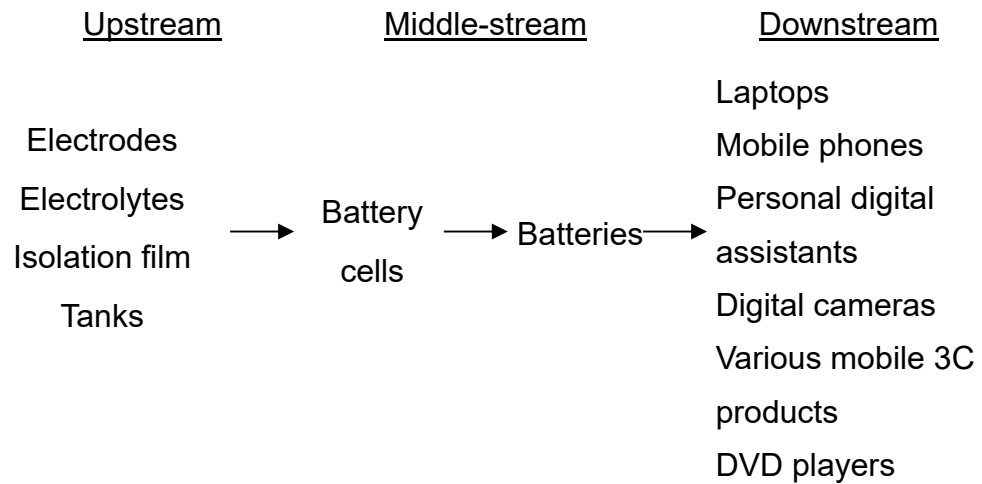 Upstream
Middle-stream
Downstream
Electrodes
Electrolytes
Isolation film
Tanks
Battery
cells
Batteries
Laptops
Mobile phones
Personal digital
assistants
Digital cameras
Various mobile 3C
products
DVD players